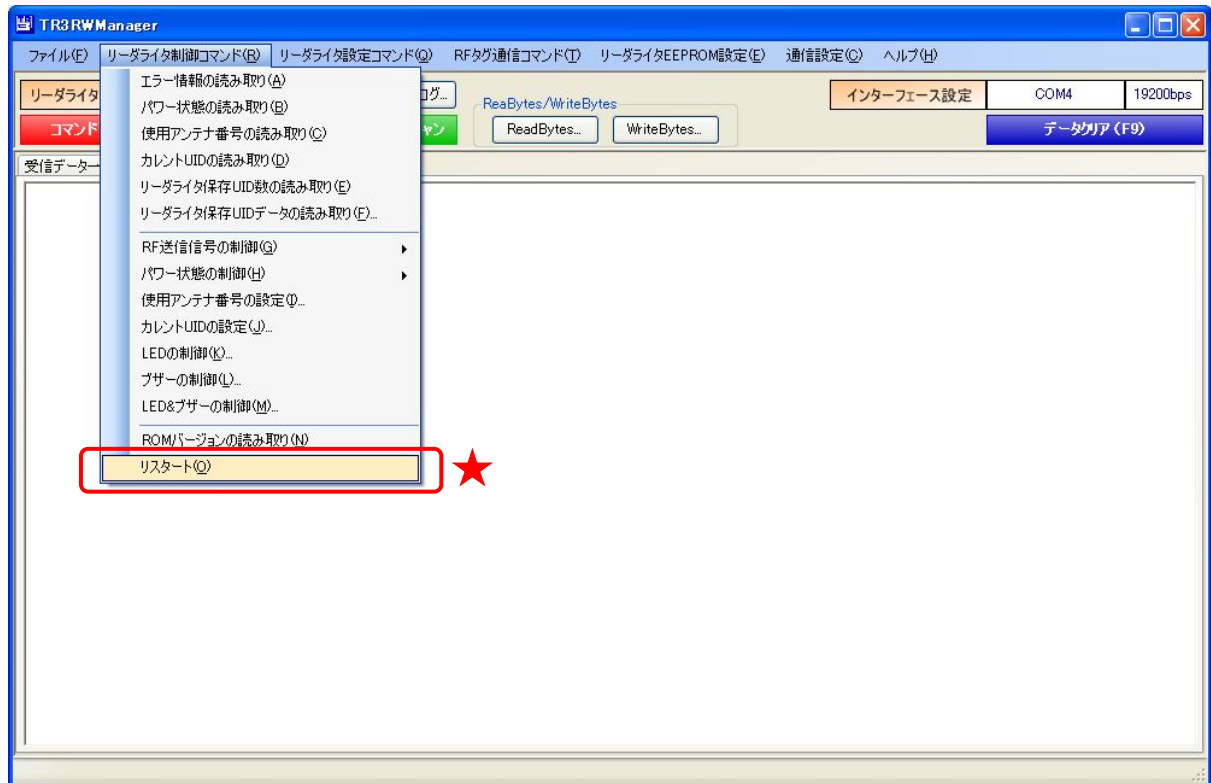 TR3RWManager
ファイル(F) リーダライタ制御コマンド(R) リーダライタ設定コマンド(Q) RFタグ通信コマンド(T) リーダライタEEPROM設定(E) 通信設定(C) ヘルプ(H)
リーダライタ
ログ...
ReaBytes/WriteBytes
インターフェース設定 COM4 19200bps
コマンド
ャン
ReadBytes... WriteBytes...
データクリア(F9)
受信データー
エラー情報の読み取り(A)
パワー状態の読み取り(B)
使用アンテナ番号の読み取り(C)
カレントUIDの読み取り(D)
リーダライタ保存UID数の読み取り(E)
リーダライタ保存UIDデータの読み取り(F)...
RF送信信号の制御(G)
パワー状態の制御(H)
使用アンテナ番号の設定(I)...
カレントUIDの設定(J)...
LEDの制御(K)...
ブザーの制御(L)...
LED&ブザーの制御(M)...
ROMバージョンの読み取り(N)
リスタート(O)